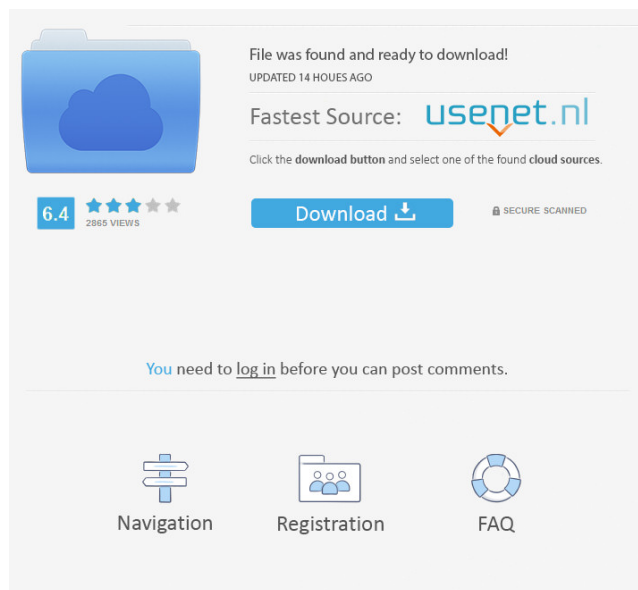 File was found and ready to download!
UPDATED 14 HOUES AGO
Fastest Source: usenet.nl
Click the download button and select one of the found cloud sources.
6.4
2865 VIEWS
Download
SECURE SCANNED
You need to log in before you can post comments.
Navigation
Registration
FAQ